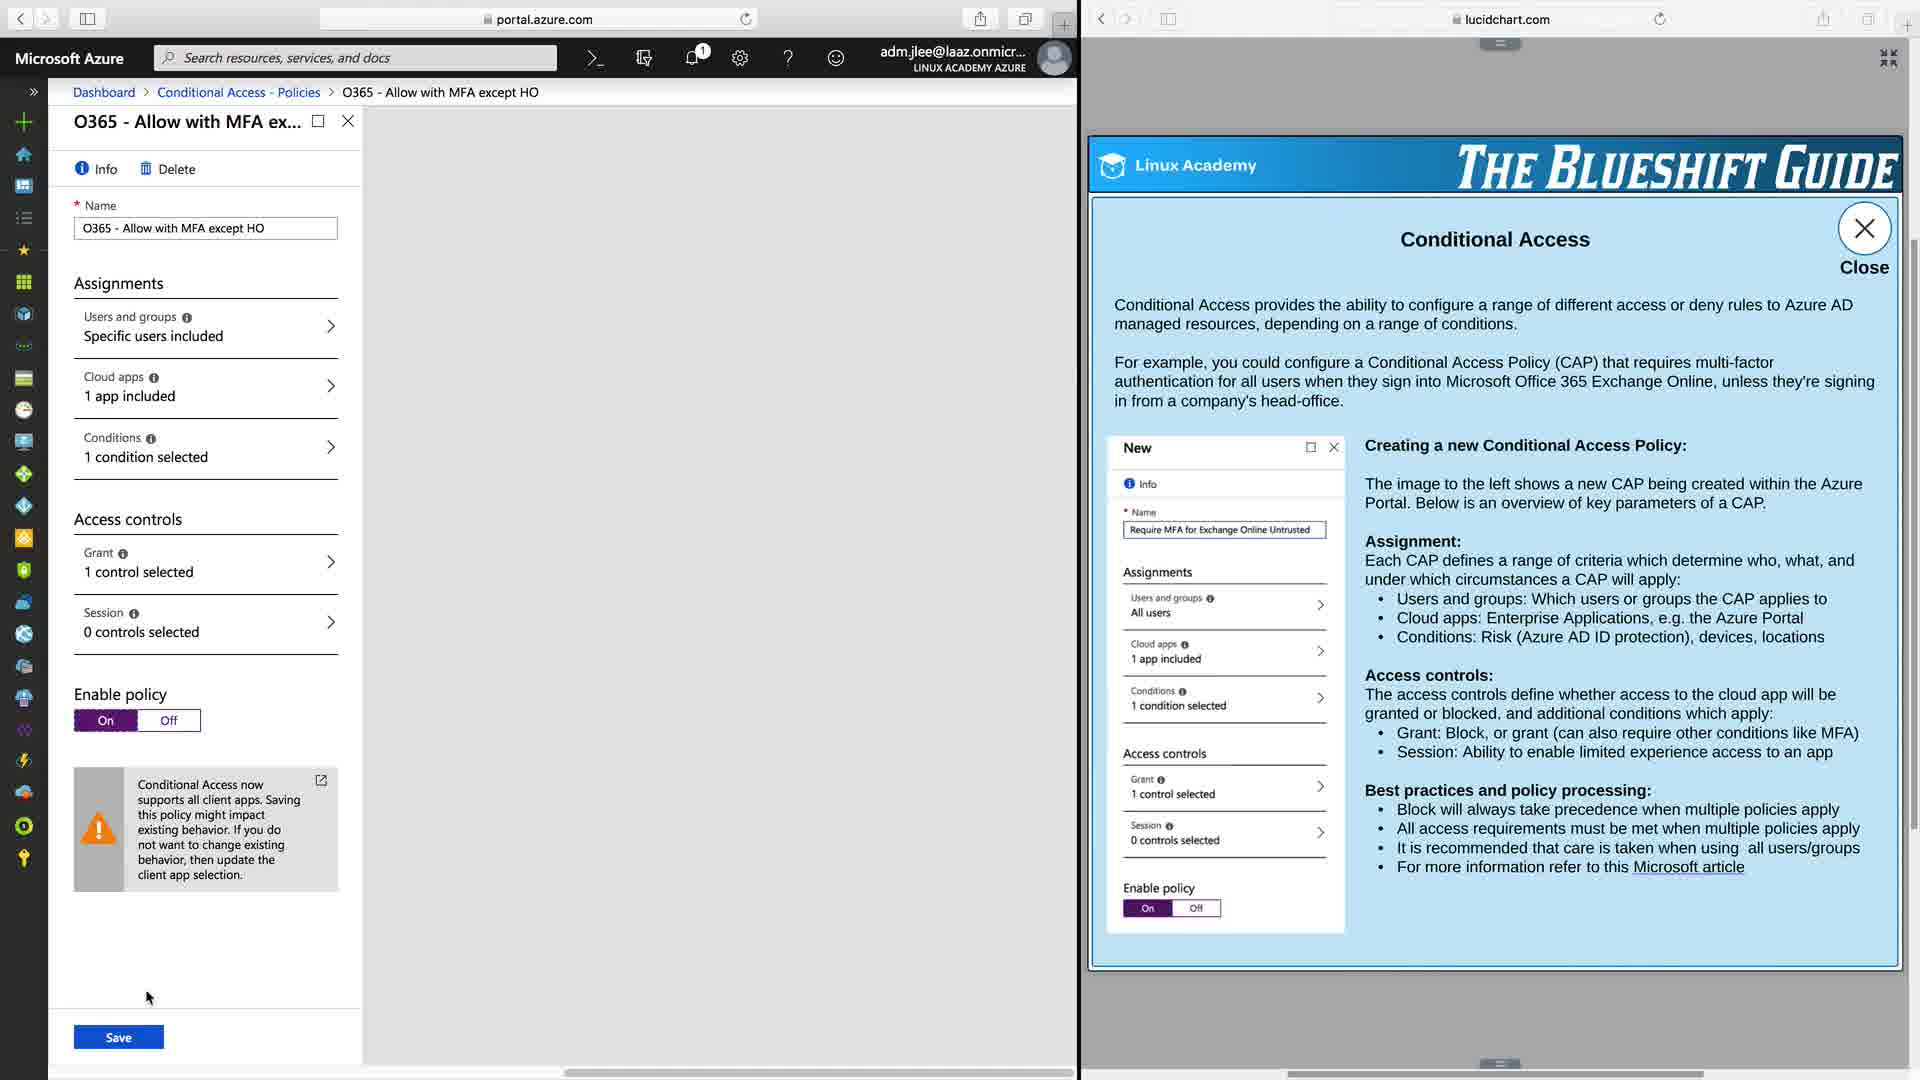 portal.azure.com
Microsoft Azure
Search resources, services, and docs
1
adm.jlee@laaz.onmicr...
LINUX ACADEMY AZURE
Dashboard > Conditional Access - Policies > O365 - Allow with MFA except HO
O365 - Allow with MFA ex...
Info
Delete
* Name
O365 - Allow with MFA except HO
Assignments
Users and groups
Specific users included
Cloud apps
1 app included
Conditions
1 condition selected
Access controls
Grant
1 control selected
Session
0 controls selected
Enable policy
On Off
Conditional Access now
supports all client apps. Saving
this policy might impact
existing behavior. If you do
not want to change existing
behavior, then update the
client app selection.
Save
lucidchart.com
Linux Academy
THE BLUESHIFT GUIDE
Conditional Access
Close
Conditional Access provides the ability to configure a range of different access or deny rules to Azure AD
managed resources, depending on a range of conditions.
For example, you could configure a Conditional Access Policy (CAP) that requires multi-factor
authentication for all users when they sign into Microsoft Office 365 Exchange Online, unless they're signing
in from a company's head-office.
New
Info
* Name
Require MFA for Exchange Online Untrusted
Assignments
Users and groups
All users
Cloud apps
1 app included
Conditions
1 condition selected
Access controls
Grant
1 control selected
Session
0 controls selected
Enable policy
On Off
Creating a new Conditional Access Policy:
The image to the left shows a new CAP being created within the Azure
Portal. Below is an overview of key parameters of a CAP.
Assignment:
Each CAP defines a range of criteria which determine who, what, and
under which circumstances a CAP will apply:
• Users and groups: Which users or groups the CAP applies to
• Cloud apps: Enterprise Applications, e.g. the Azure Portal
• Conditions: Risk (Azure AD ID protection), devices, locations
Access controls:
The access controls define whether access to the cloud app will be
granted or blocked, and additional conditions which apply:
• Grant: Block, or grant (can also require other conditions like MFA)
• Session: Ability to enable limited experience access to an app
Best practices and policy processing:
• Block will always take precedence when multiple policies apply
• All access requirements must be met when multiple policies apply
• It is recommended that care is taken when using all users/groups
• For more information refer to this Microsoft article